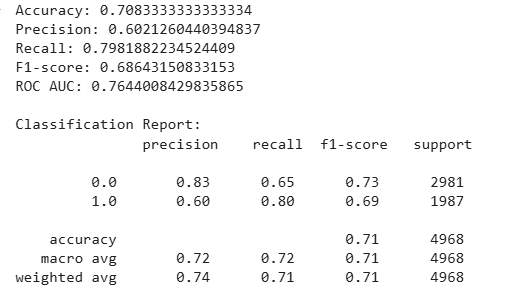 Accuracy: 0.7083333333333334
Precision: 0.6021260440394837
Recall: 0.7981882234524409
F1-score: 0.68643150833153
ROC AUC: 0.7644008429835865
Classification Report:
precision recall f1-score support
0.0 0.83 0.65 0.73 2981
1.0 0.60 0.80 0.69 1987
accuracy 0.71 4968
macro avg 0.72 0.72 0.71 4968
weighted avg 0.74 0.71 0.71 4968